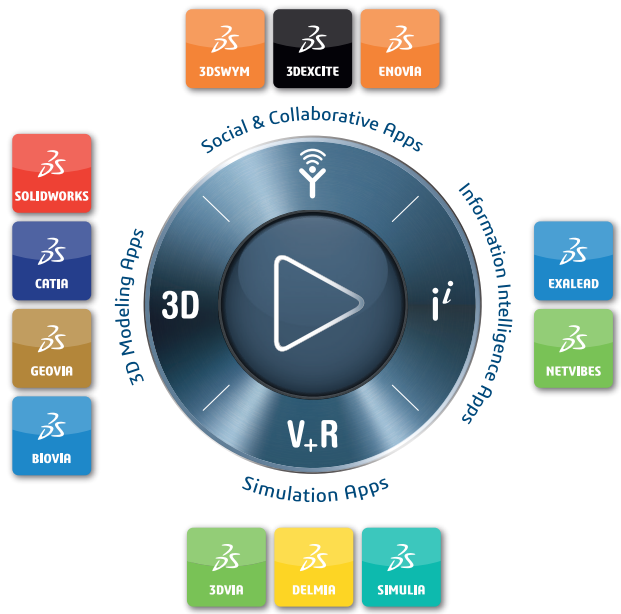 3DSWYM
3DEXCITE
ENOVIA
Social & Collaborative Apps
SOLIDWORKS
CATIA
GEOVIA
BIOVIA
3D Modeling Apps
3D
i i
Information Intelligence Apps
EXALEAD
NETVIBES
V+R
Simulation Apps
3DVIA
DELMIA
SIMULIA